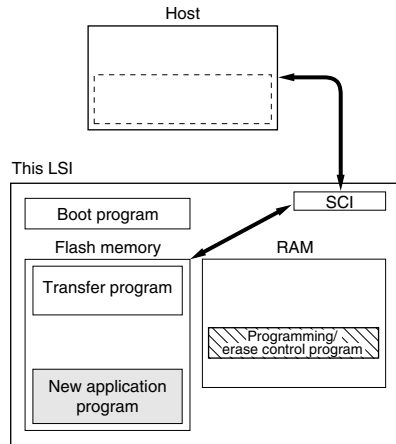 Host
This LSI
SCI
Boot program
Flash memory
RAM
Transfer program
Programming/
erase control program
New application
program